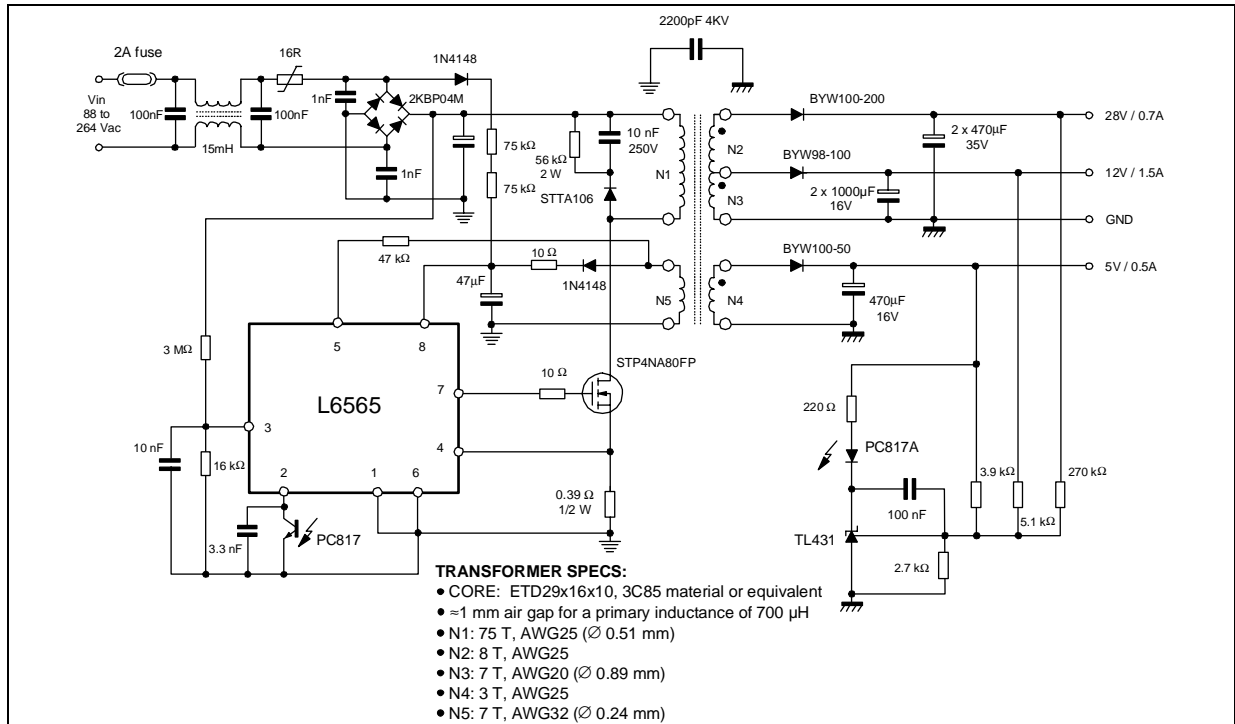 2200pF 4KV
2A fuse
16R
1N4148
Vin
88 to
264 Vac
100nF
15mH
100nF
1nF
2KBP04M
1nF
75 kΩ
75 kΩ
56 kΩ
2 W
10 nF
250V
STTA106
N1
N2
N3
BYW100-200
28V / 0.7A
2 x 470µF
35V
BYW98-100
12V / 1.5A
2 x 1000µF
16V
GND
47 kΩ
10 Ω
1N4148
47µF
N5
N4
BYW100-50
5V / 0.5A
470µF
16V
3 MΩ
5
8
L6565
7
10 Ω
STP4NA80FP
3
4
10 nF
16 kΩ
2
1
6
0.39 Ω
1/2 W
3.3 nF
PC817
220 Ω
PC817A
3.9 kΩ
270 kΩ
5.1 kΩ
100 nF
TL431
2.7 kΩ
TRANSFORMER SPECS:
● CORE: ETD29x16x10, 3C85 material or equivalent
● ≈1 mm air gap for a primary inductance of 700 µH
● N1: 75 T, AWG25 (∅ 0.51 mm)
● N2: 8 T, AWG25
● N3: 7 T, AWG20 (∅ 0.89 mm)
● N4: 3 T, AWG25
● N5: 7 T, AWG32 (∅ 0.24 mm)